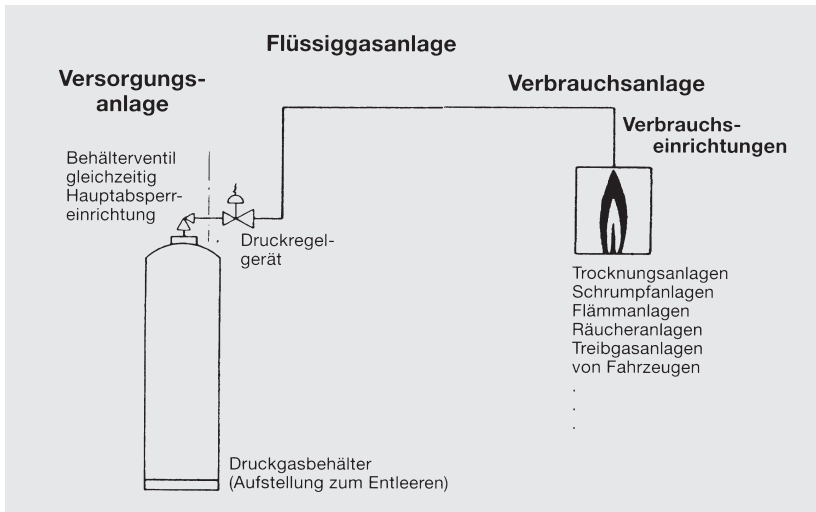 Flüssiggasanlage
Versorgungs-
anlage
Verbrauchsanlage
Verbrauchs-
einrichtungen
Behälterventil
gleichzeitig
Hauptabsperr-
einrichtung
Druckregel-
gerät
Trocknungsanlagen
Schrumpfanlagen
Flämmanlagen
Räucheranlagen
Treibgasanlagen
von Fahrzeugen
.
.
.
Druckgasbehälter
(Aufstellung zum Entleeren)